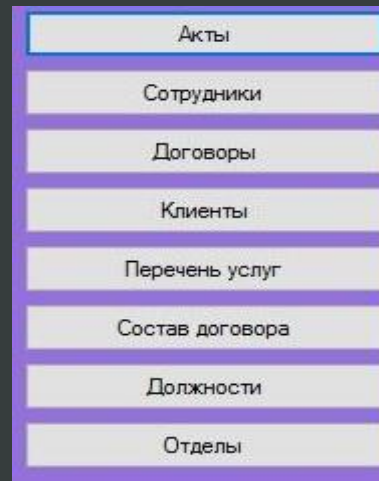 Акты
Сотрудники
Договоры
Клиенты
Перечень услуг
Состав договора
Должности
Отделы